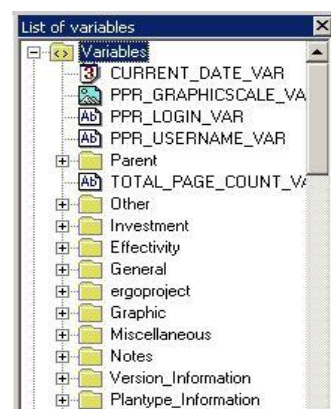 List of variables
Variables
CURRENT_DATE_VAR
PPR_GRAPHICSCALE_VA
PPR_LOGIN_VAR
PPR_USERNAME_VAR
Parent
TOTAL_PAGE_COUNT_VA
Other
Investment
Effectivity
General
ergoproject
Graphic
Miscellaneous
Notes
Version_Information
Plantype_Information